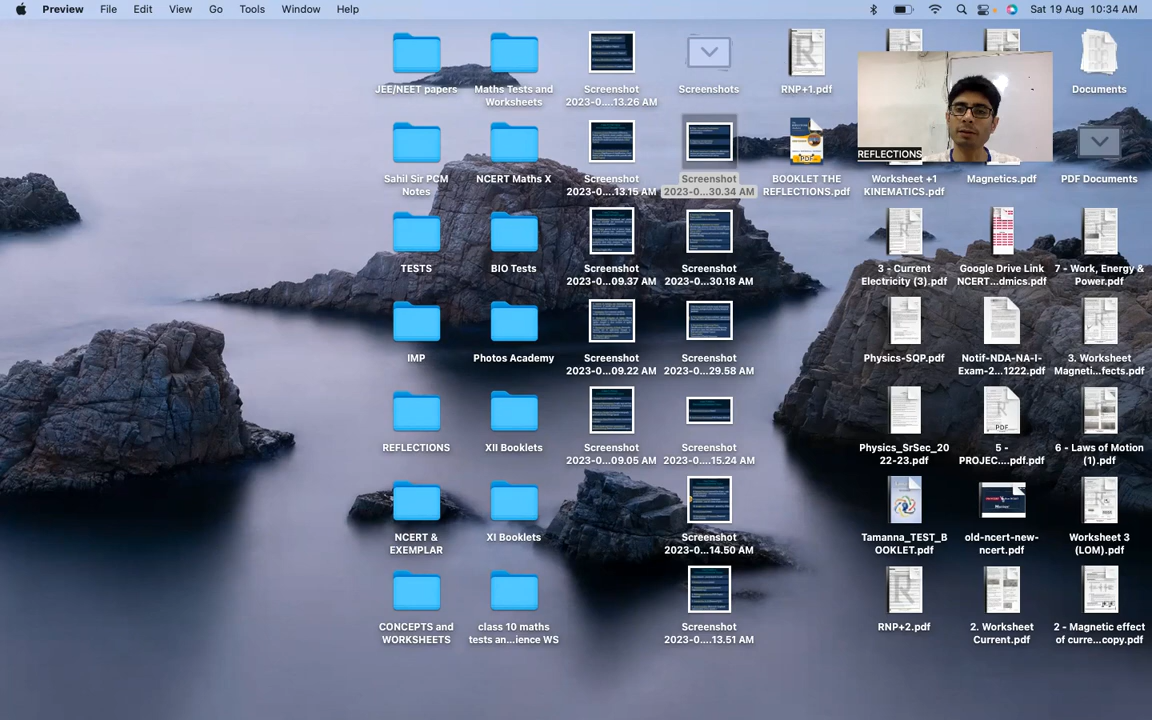 Preview File Edit View Go Tools Window Help Sat 19 Aug 10:34 AM
JEE/NEET papers
Maths Tests and
Worksheets
Screenshot
2023-0....13.26 AM
Screenshots
RNP+1.pdf
Documents
REFLECTIONS
Sahil Sir PCM
Notes
NCERT Maths X
Screenshot
2023-0....13.15 AM
Screenshot
2023-0....30.34 AM
PDF
BOOKLET THE
REFLECTIONS.pdf
Worksheet +1
KINEMATICS.pdf
Magnetics.pdf
PDF Documents
TESTS
BIO Tests
Screenshot
2023-0...09.37 AM
Screenshot
2023-0....30.18 AM
3 - Current
Electricity (3).pdf
Google Drive Link
NCERT...dmics.pdf
7 - Work, Energy &
Power.pdf
IMP
Photos Academy
Screenshot
2023-0...09.22 AM
Screenshot
2023-0...29.58 AM
Physics-SQP.pdf
Notif-NDA-NA-I-
Exam-2...1222.pdf
3. Worksheet
Magneti...fects.pdf
REFLECTIONS
XII Booklets
Screenshot
2023-0...09.05 AM
Screenshot
2023-0....15.24 AM
Physics_SrSec_20
22-23.pdf
PDF
5 -
PROJEC....pdf.pdf
6 - Laws of Motion
(1).pdf
NCERT &
EXEMPLAR
XI Booklets
Screenshot
2023-0...14.50 AM
Tamanna_TEST_B
OOKLET.pdf
old-ncert-new-
ncert.pdf
Worksheet 3
(LOM).pdf
CONCEPTS and
WORKSHEETS
class 10 maths
tests an...ience WS
Screenshot
2023-0....13.51 AM
RNP+2.pdf
2. Worksheet
Current.pdf
2 - Magnetic effect
of curre...copy.pdf